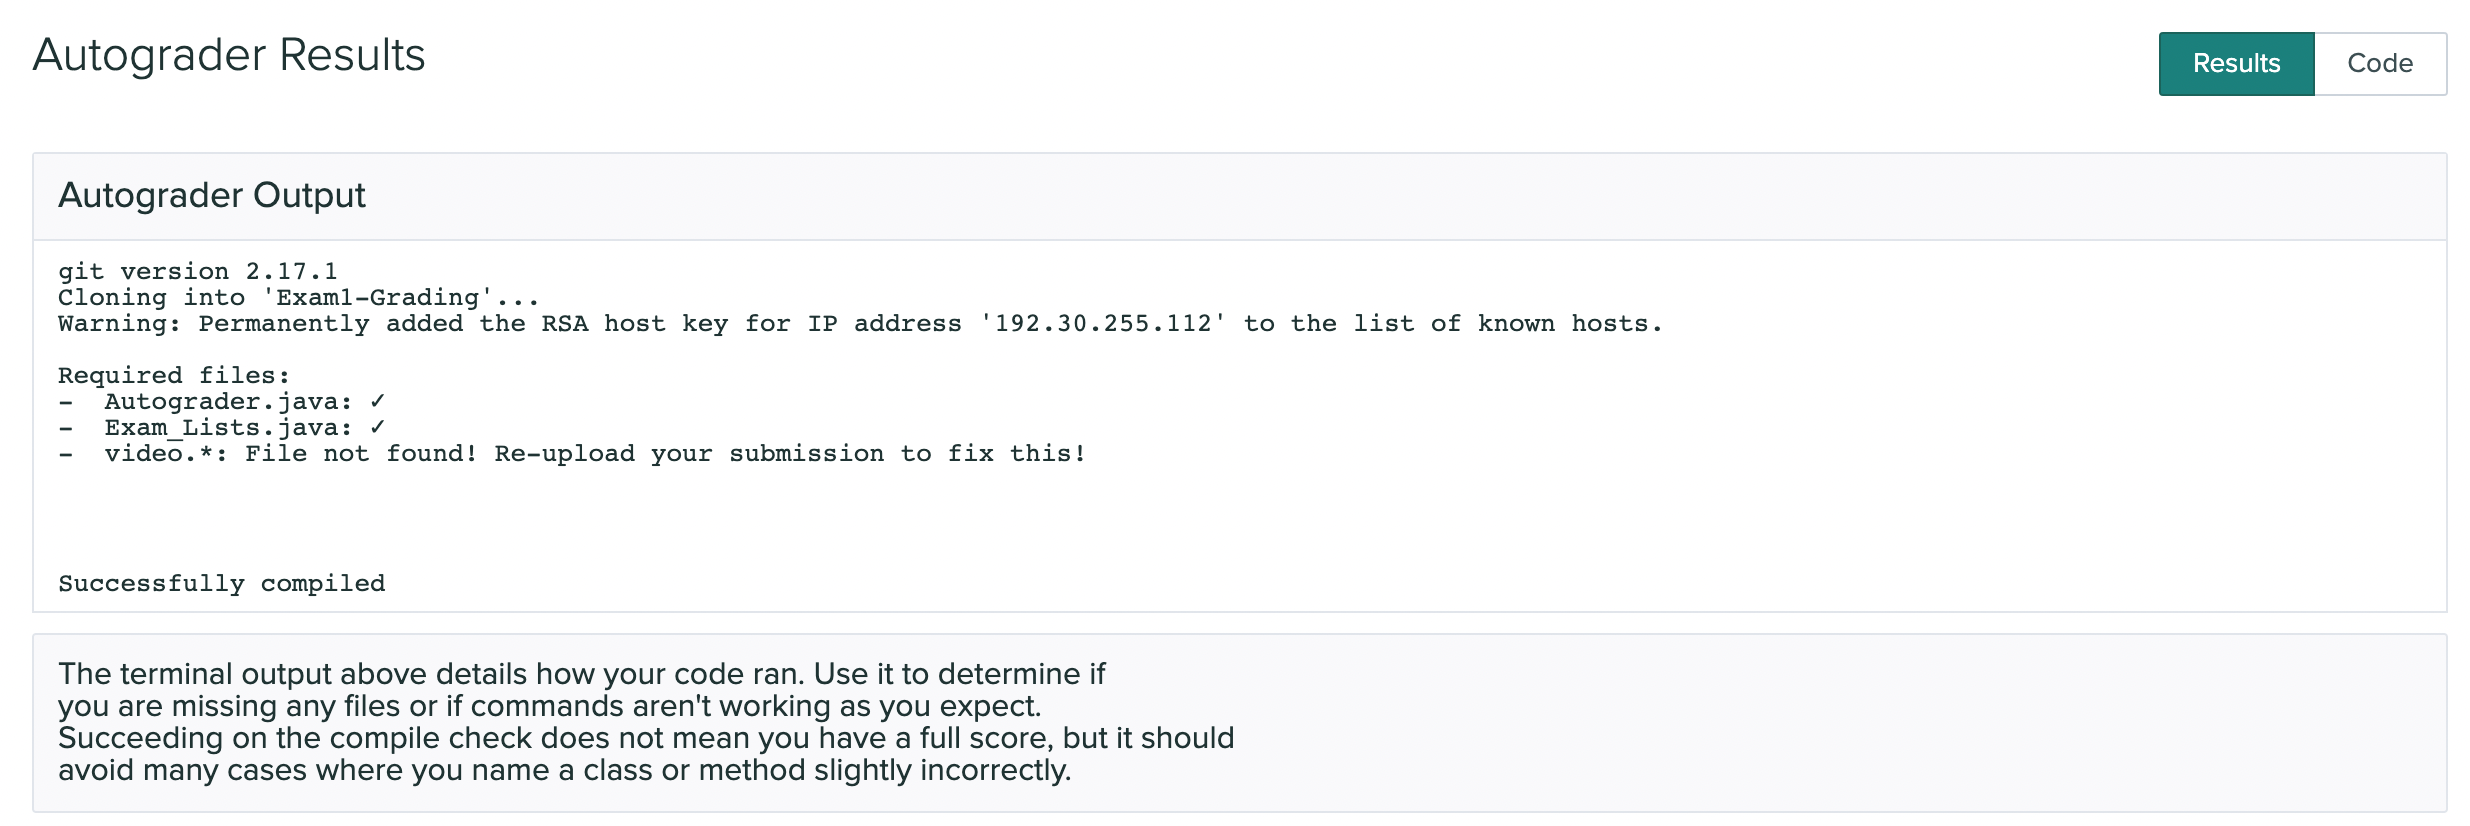 Autograder Results
Results
Code
Autograder Output
git version 2.17.1
Cloning into 'Exam1-Grading'...
Warning: Permanently added the RSA host key for IP address '192.30.255.112' to the list of known hosts.
Required files:
-  Autograder.java: ✓
-  Exam_Lists.java: ✓
-  video.*: File not found! Re-upload your submission to fix this!
Successfully compiled
The terminal output above details how your code ran. Use it to determine if
you are missing any files or if commands aren't working as you expect.
Succeeding on the compile check does not mean you have a full score, but it should
avoid many cases where you name a class or method slightly incorrectly.